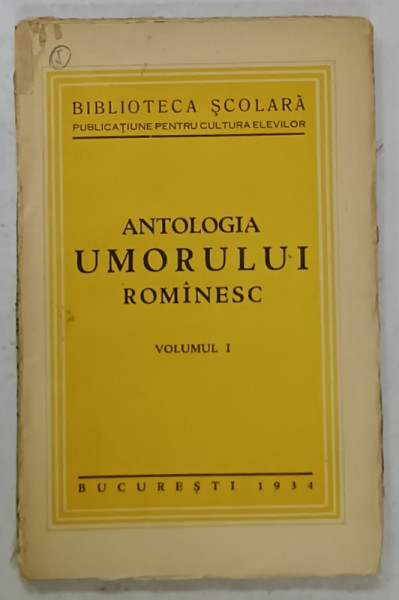 BIBLIOTECA ȘCOLARĂ
PUBLICAȚIUNE PENTRU CULTURA ELEVILOR
ANTOLOGIA
UMORULUI
ROMÎNESC
VOLUMUL I
BUCUREȘTI 1934